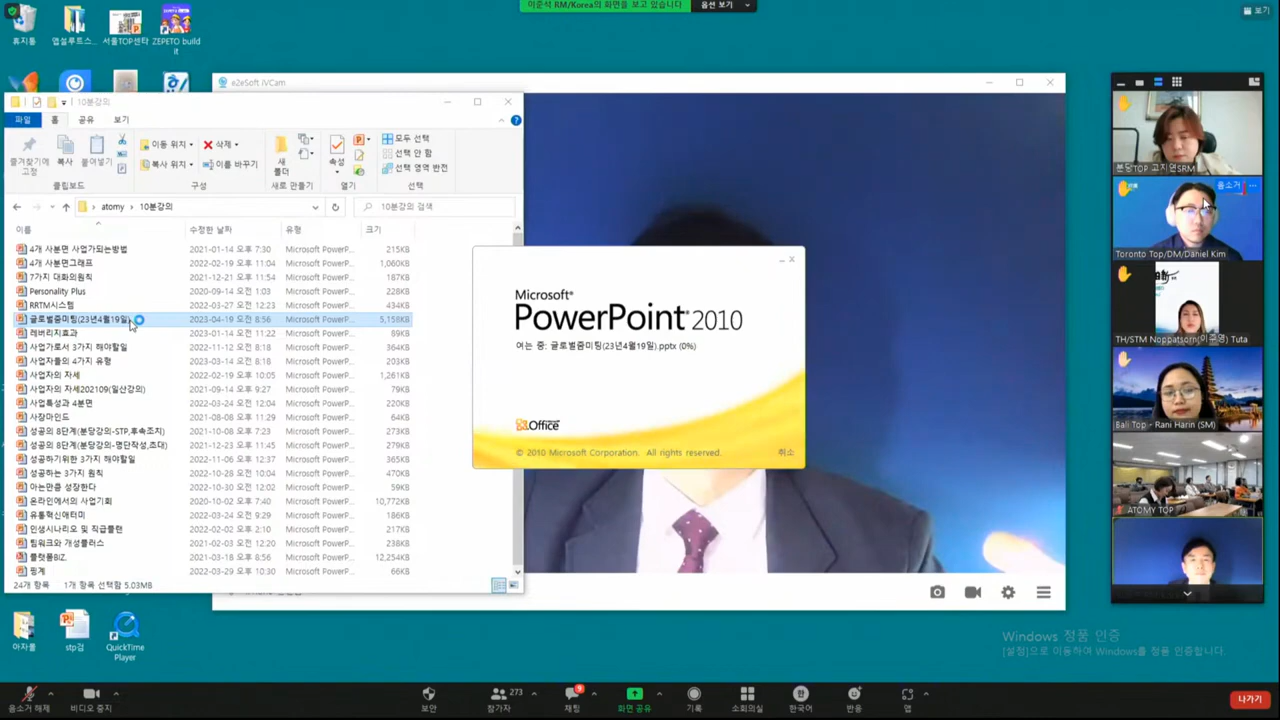 이준석 RM/Korea의 화면을 보고 있습니다
옵션 보기
보기
휴지통
앱설루트스...
서울TOP센타
ZEPETO build it
e2eSoft iVCam
10분강의
파일 홈 공유 보기
즐겨찾기에 고정
복사
붙여넣기
클립보드
이동 위치
복사 위치
삭제
이름 바꾸기
구성
새 폴더
새로 만들기
속성
열기
모두 선택
선택 안 함
선택 영역 반전
선택
atomy > 10분강의
10분강의 검색
이름 수정한 날짜 유형 크기
4개 사분면 사업가되는방법 2021-01-14 오후 7:30 Microsoft PowerP... 215KB
4개 사분면그래프 2022-02-19 오후 11:04 Microsoft PowerP... 1,060KB
7가지 대화의원칙 2021-12-21 오후 11:54 Microsoft PowerP... 187KB
Personality Plus 2020-09-14 오후 1:03 Microsoft PowerP... 228KB
RRTM시스템 2022-03-27 오전 12:23 Microsoft PowerP... 434KB
글로벌줌미팅(23년4월19일) 2023-04-19 오후 8:56 Microsoft PowerP... 5,158KB
레버리지효과 2023-01-14 오전 11:22 Microsoft PowerP... 89KB
사업가로서 3가지 해야할일 2022-11-12 오후 8:18 Microsoft PowerP... 364KB
사업자들의 4가지 유형 2023-03-14 오후 8:18 Microsoft PowerP... 203KB
사업자의 자세 2022-02-19 오후 10:05 Microsoft PowerP... 1,261KB
사업자의 자세202109(일산강의) 2021-09-14 오후 9:27 Microsoft PowerP... 79KB
사업특성과 4분면 2022-03-24 오후 12:04 Microsoft PowerP... 220KB
사장마인드 2021-08-08 오후 11:29 Microsoft PowerP... 64KB
성공의 8단계(분당강의-STP,후속조치) 2021-10-08 오후 7:23 Microsoft PowerP... 273KB
성공의 8단계(분당강의-명단작성,초대) 2021-12-23 오후 11:45 Microsoft PowerP... 279KB
성공하기위한 3가지 해야할일 2022-11-06 오후 12:37 Microsoft PowerP... 365KB
성공하는 3가지 원칙 2022-10-28 오전 10:04 Microsoft PowerP... 470KB
아는만큼 성장한다 2022-10-30 오전 12:02 Microsoft PowerP... 59KB
온라인에서의 사업기회 2020-10-02 오후 7:40 Microsoft PowerP... 10,772KB
유통혁신애터미 2022-03-24 오전 9:29 Microsoft PowerP... 186KB
인생시나리오 및 직급플랜 2022-02-02 오후 2:10 Microsoft PowerP... 217KB
팀워크와 개성플러스 2021-02-03 오후 12:20 Microsoft PowerP... 238KB
플랫폼BIZ. 2021-03-18 오후 8:56 Microsoft PowerP... 12,254KB
핑계 2022-03-29 오후 10:30 Microsoft PowerP... 66KB
24개 항목 1개 항목 선택함 5.03MB
Microsoft®
PowerPoint® 2010
여는 중: 글로벌줌미팅(23년4월19일).pptx (0%)
Office
© 2010 Microsoft Corporation. All rights reserved.
취소
분당TOP 고지연SRM
음소거
Toronto Top/DM/Daniel Kim
TH/STM Noppatsorn(이주영) Tuta
Bali Top - Rani Harin (SM)
ATOMY TOP
아자롤
stp검
QuickTime Player
Windows 정품 인증
[설정]으로 이동하여 Windows를 정품 인증합니다.
음소거 해제
비디오 중지
보안
참가자 273
채팅 9
화면 공유
기록
소회의실
한국어
반응
앱
나가기